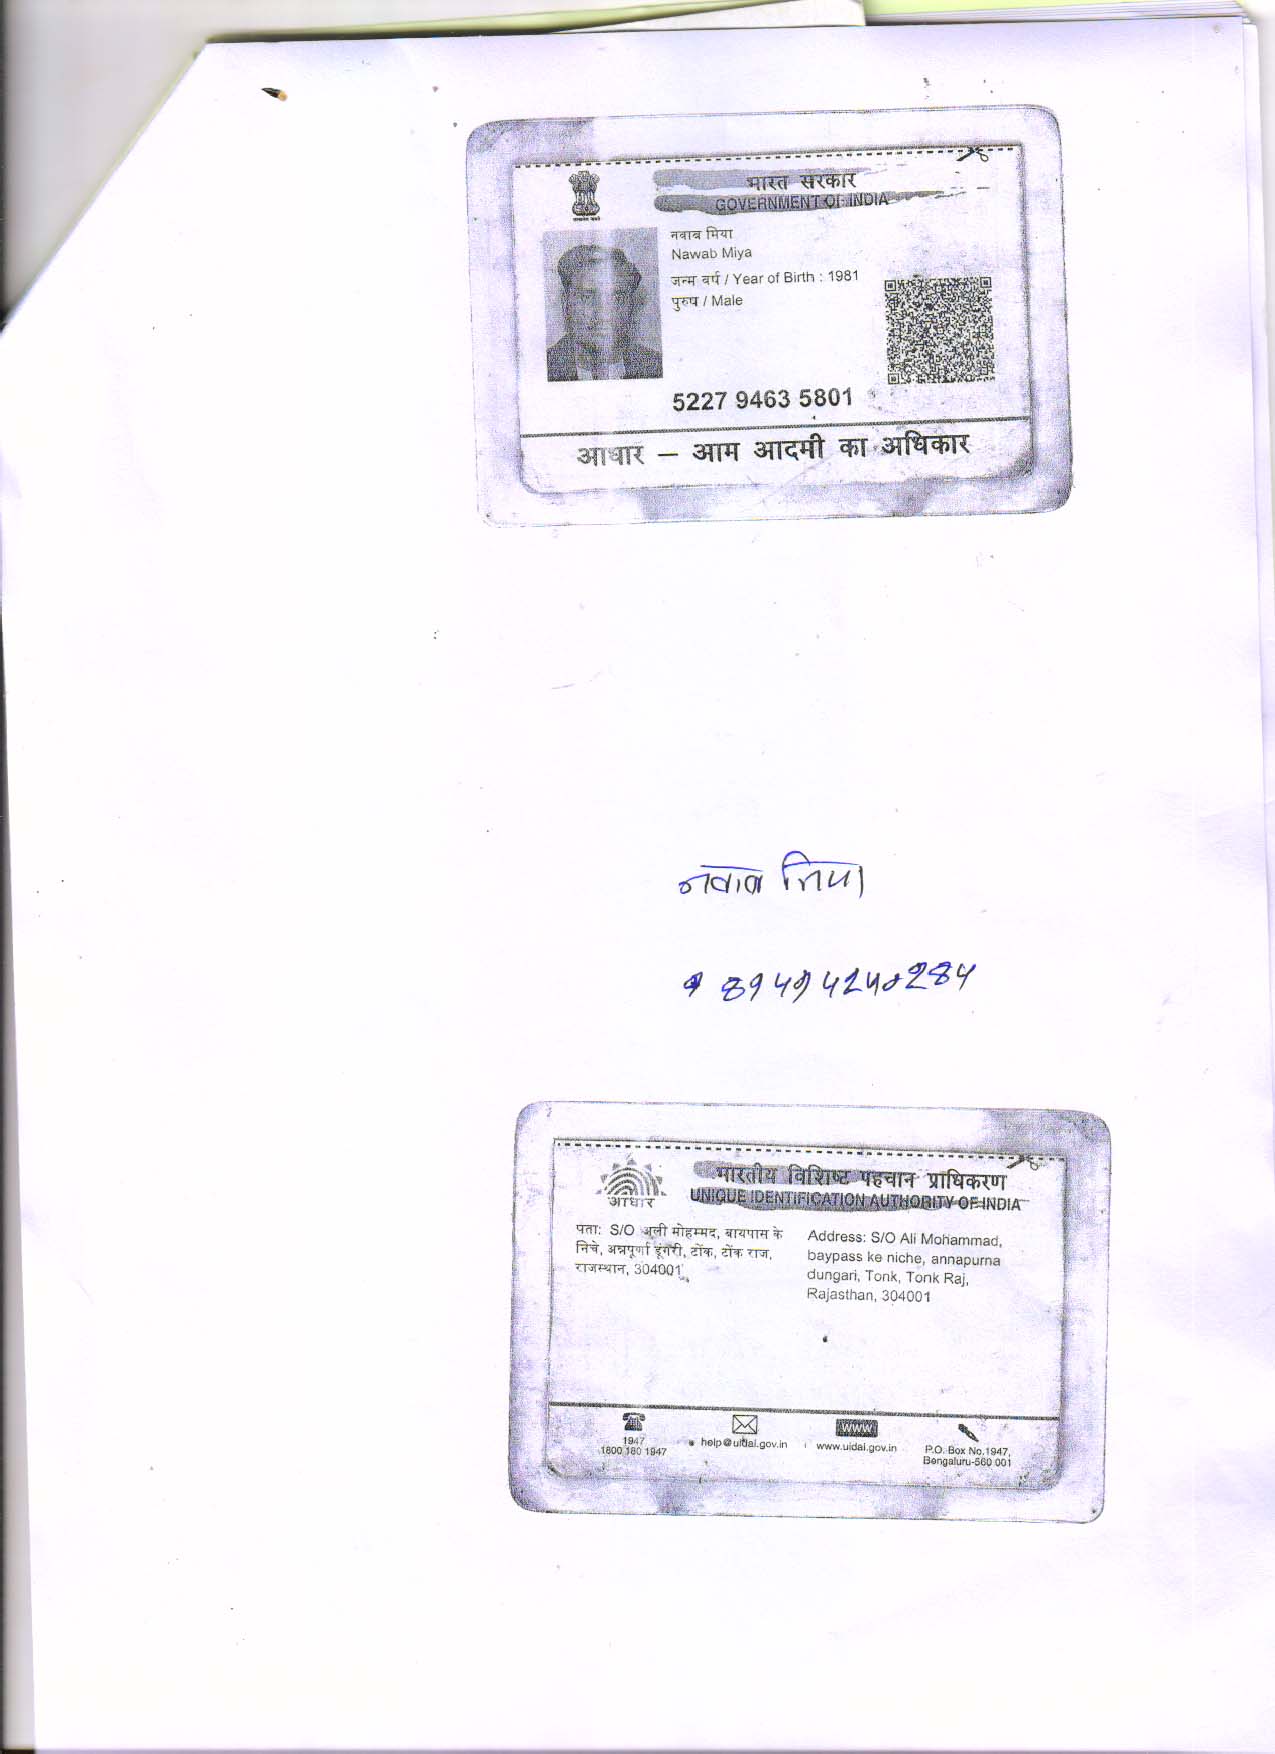 भारत सरकार
GOVERNMENT OF INDIA
नवाब मिया
Nawab Miya
जन्म वर्ष / Year of Birth : 1981
पुरुष / Male
5227 9463 5801
आधार – आम आदमी का अधिकार
नवाब मिया
भारतीय विशिष्ट पहचान प्राधिकरण
UNIQUE IDENTIFICATION AUTHORITY OF INDIA
आधार
पता: S/O अली मोहम्मद, बायपास के
निचे, अन्नपूर्णा डूंगरी, टोंक, टोंक राज,
राजस्थान, 304001
Address: S/O Ali Mohammad,
baypass ke niche, annapurna
dungari, Tonk, Tonk Raj,
Rajasthan, 304001
1947
1800 180 1947
help@uidai.gov.in
www
www.uidai.gov.in
P.O. Box No.1947,
Bengaluru-560 001